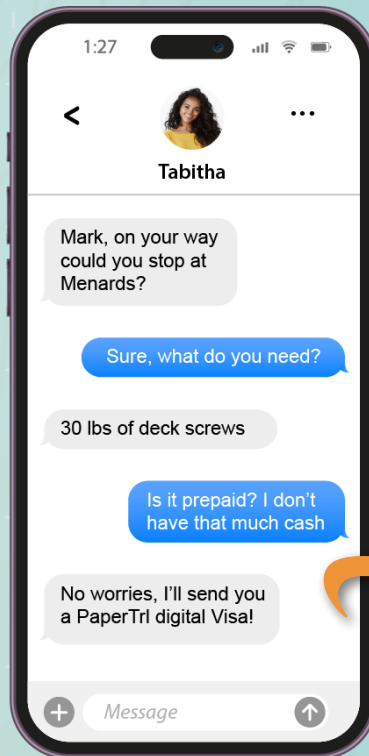 1:27
Tabitha
Mark, on your way
could you stop at
Menards?
Sure, what do you need?
30 lbs of deck screws
Is it prepaid? I don't
have that much cash
No worries, I'll send you
a PaperTrl digital Visa!
Message